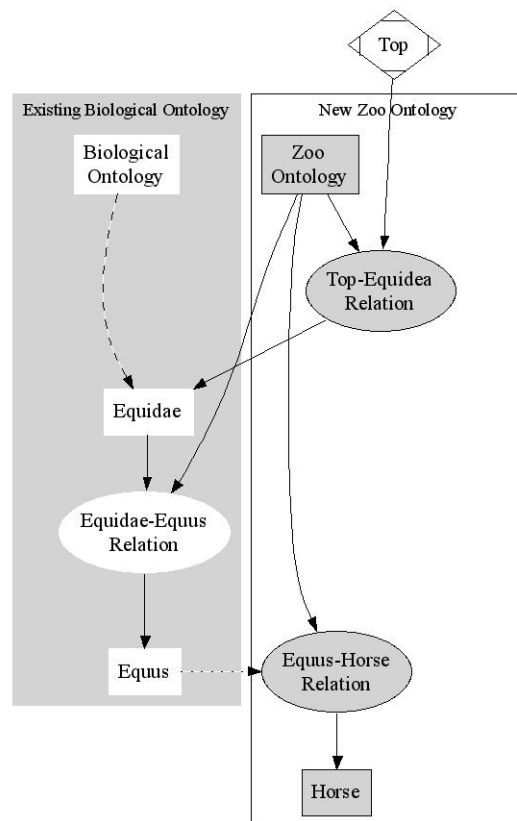 Top
Existing Biological Ontology
New Zoo Ontology
Biological
Ontology
Zoo
Ontology
Top-Equidea
Relation
Equidae
Equidae-Equus
Relation
Equus
Equus-Horse
Relation
Horse